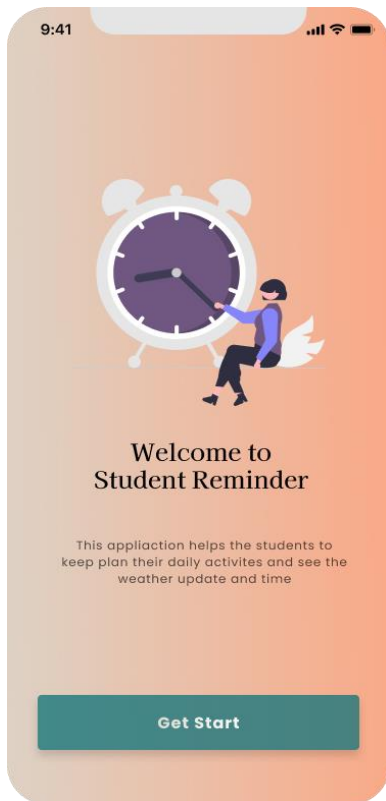 9:41
Welcome to
Student Reminder
This appliaction helps the students to
keep plan their daily activites and see the
weather update and time
Get Start